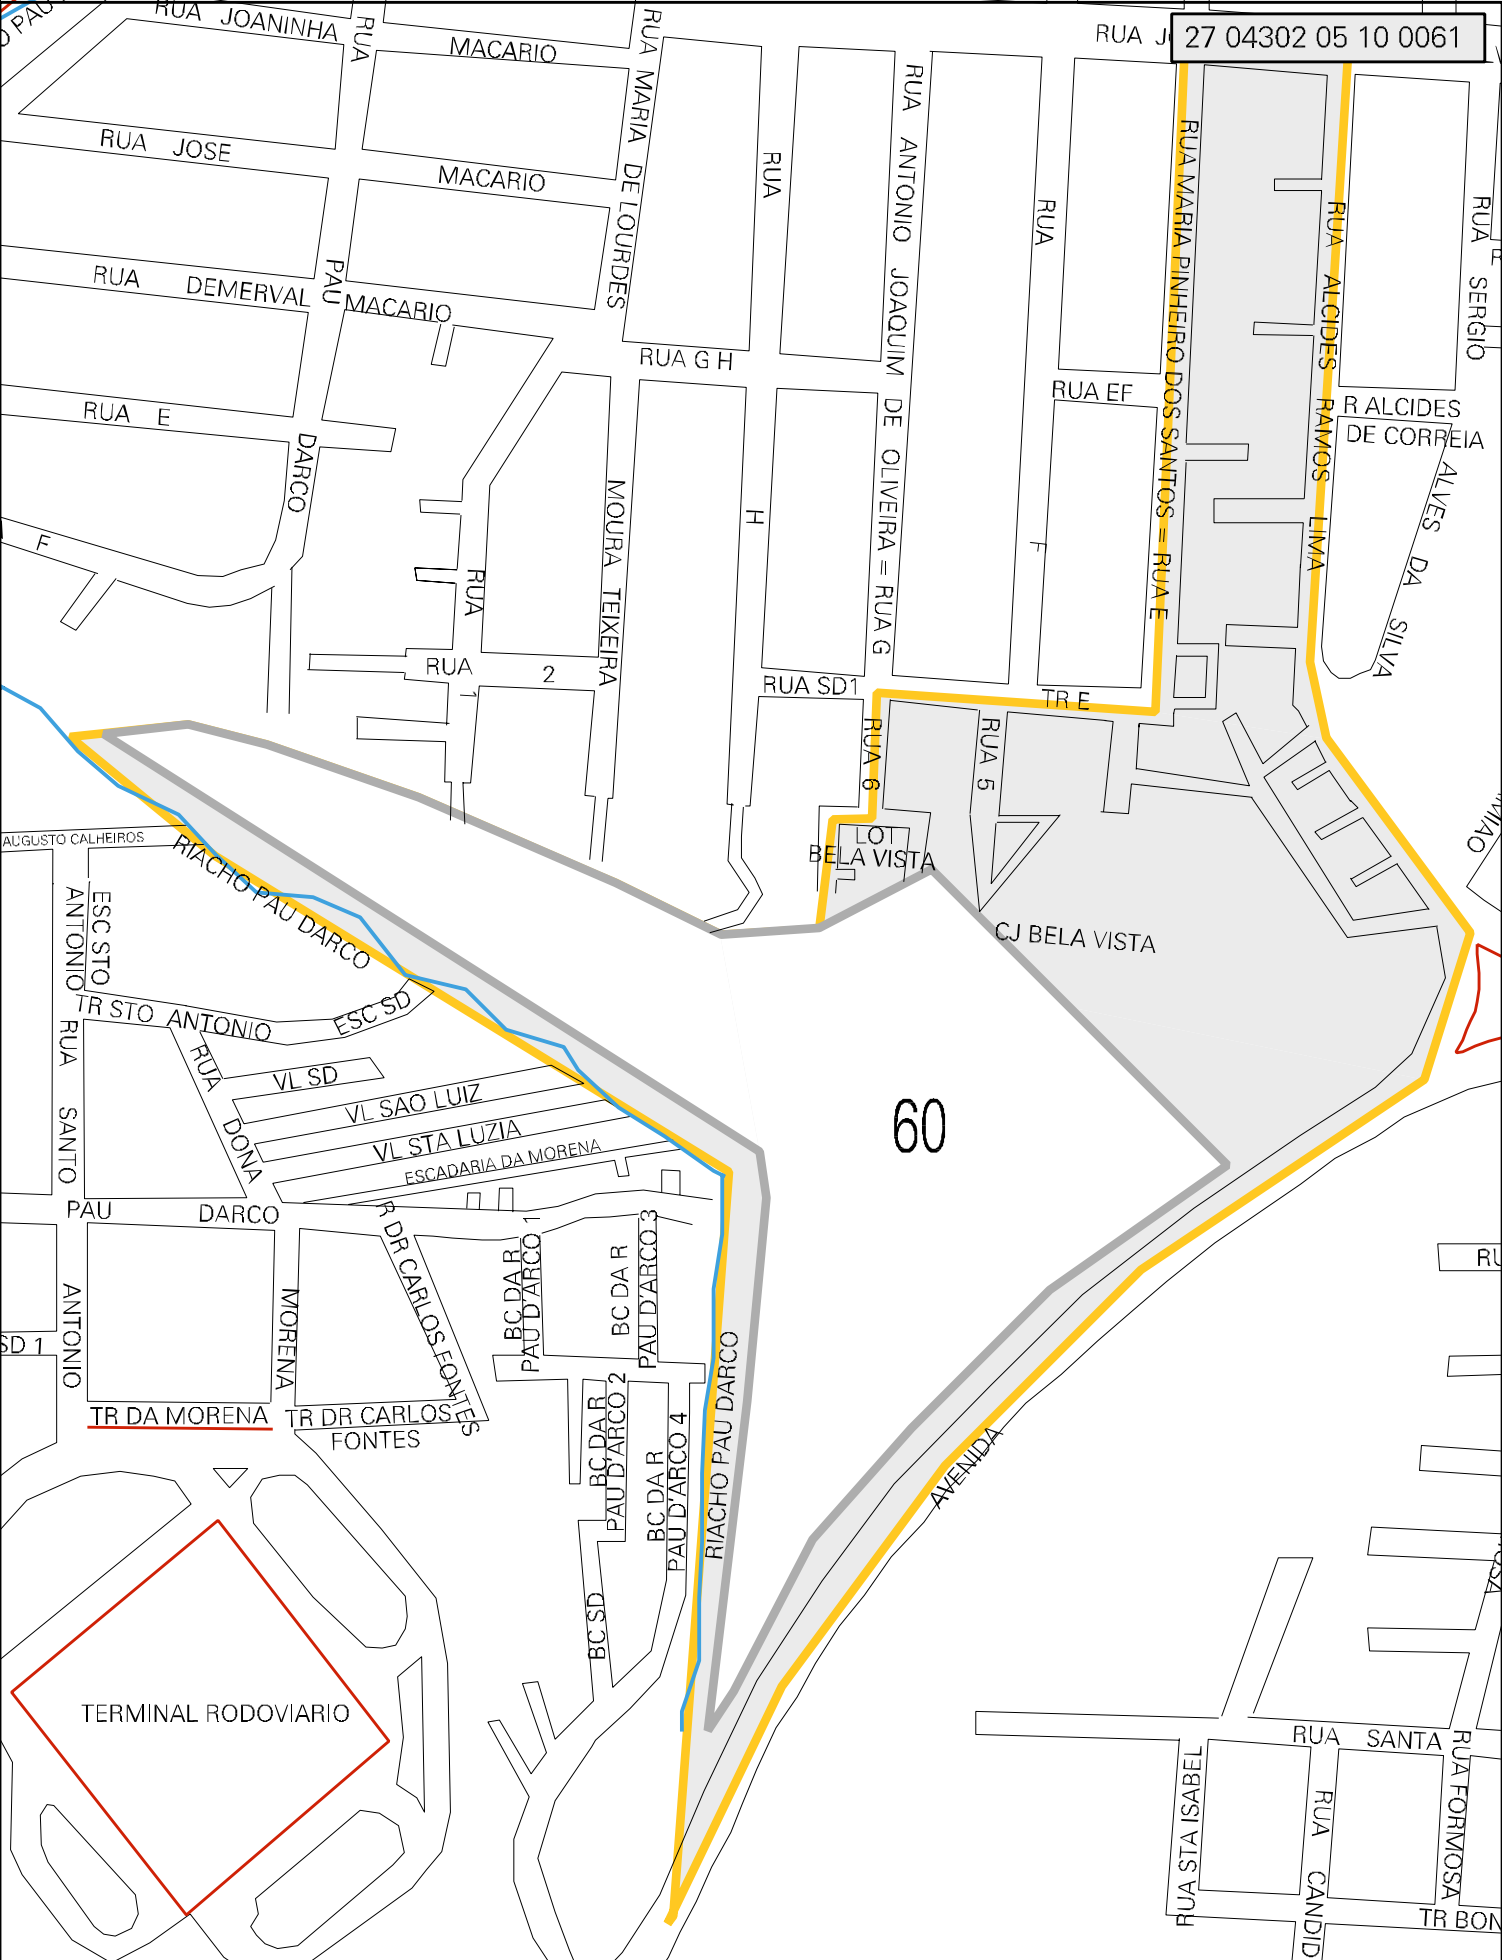 O PAU
RUA JOANINHA
MACARIO
RUA
RUA MARIA DE LOURDES
RUA
RUA ANTONIO JOAQUIM DE OLIVEIRA = RUA G
RUA
RUA J
27 04302 05 10 0061
RUA MARIA PINHEIRO DOS SANTOS = RUA E
RUA ALCIDES RAMOS LIMA
RUA SERGIO
RUA JOSE
MACARIO
RUA DEMERVAL MACARIO
PAU
RUA G H
RUA EF
R ALCIDES
DE CORREIA
ALVES DA SILVA
RUA E
DARCO
F
MOURA TEIXEIRA
H
F
RUA
1
RUA 2
RUA SD1
TR E
RUA 6
RUA 5
LOT
BELA VISTA
CJ BELA VISTA
AUGUSTO CALHEIROS
RIACHO PAU DARCO
ESC STO
ANTONIO
TR STO ANTONIO
ESC SD
RUA SANTO
ANTONIO
RUA DONA
MORENA
VL SD
VL SAO LUIZ
VL STA LUZIA
ESCADARIA DA MORENA
60
PAU DARCO
R DR CARLOS FONTES
BC DA R
PAU D'ARCO 1
BC DA R
PAU D'ARCO 3
RIACHO PAU DARCO
SD 1
TR DA MORENA
TR DR CARLOS
FONTES
BC DA R
PAU D'ARCO 2
BC DA R
PAU D'ARCO 4
BC SD
AVENIDA
RU
TERMINAL RODOVIARIO
RUA SANTA
RUA STA ISABEL
RUA CANDID
RUA FORMOSA
TR BON